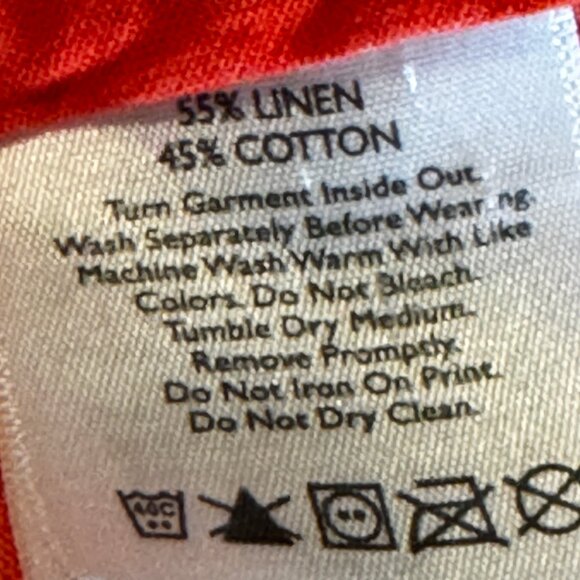 55% LINEN
45% COTTON
Turn Garment Inside Out.
Wash Separately Before Wearing.
Machine Wash Warm With Like
Colors. Do Not Bleach.
Tumble Dry Medium.
Remove Promptly.
Do Not Iron On Print.
Do Not Dry Clean.
40C